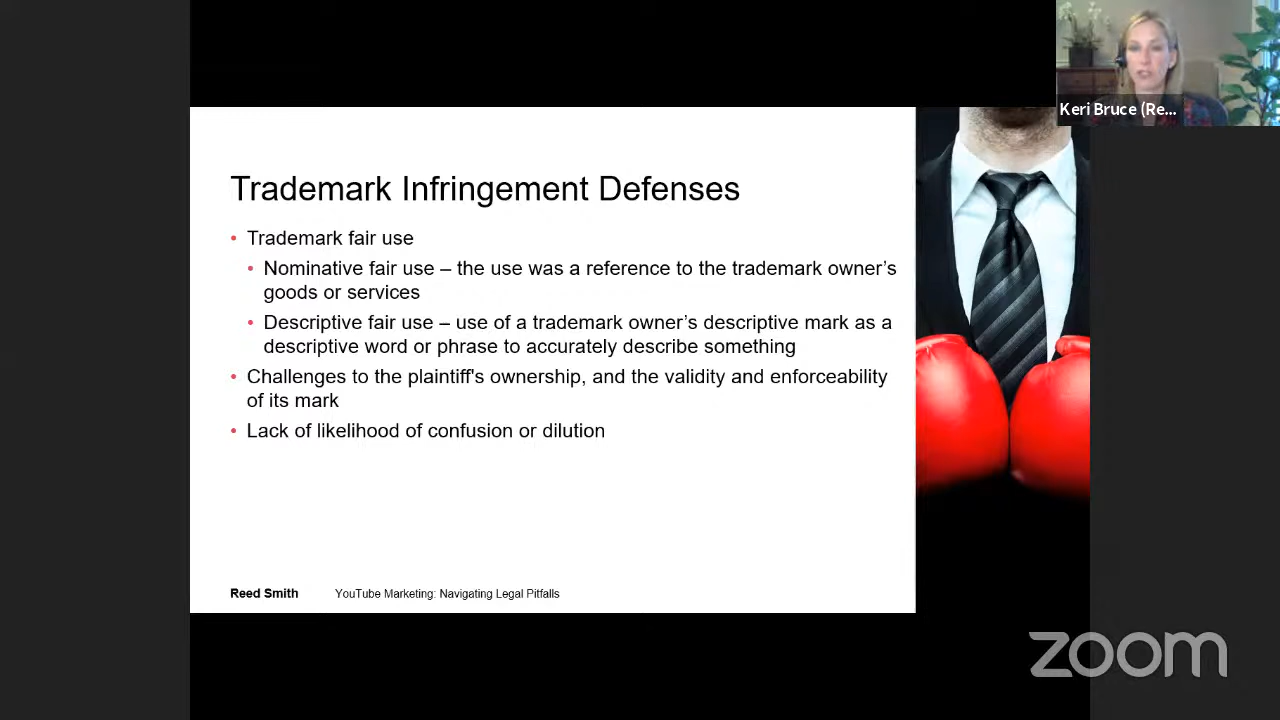 Keri Bruce (Re...
Trademark Infringement Defenses
• Trademark fair use
• Nominative fair use – the use was a reference to the trademark owner's
goods or services
• Descriptive fair use – use of a trademark owner's descriptive mark as a
descriptive word or phrase to accurately describe something
• Challenges to the plaintiff's ownership, and the validity and enforceability
of its mark
• Lack of likelihood of confusion or dilution
Reed Smith YouTube Marketing: Navigating Legal Pitfalls
zoom